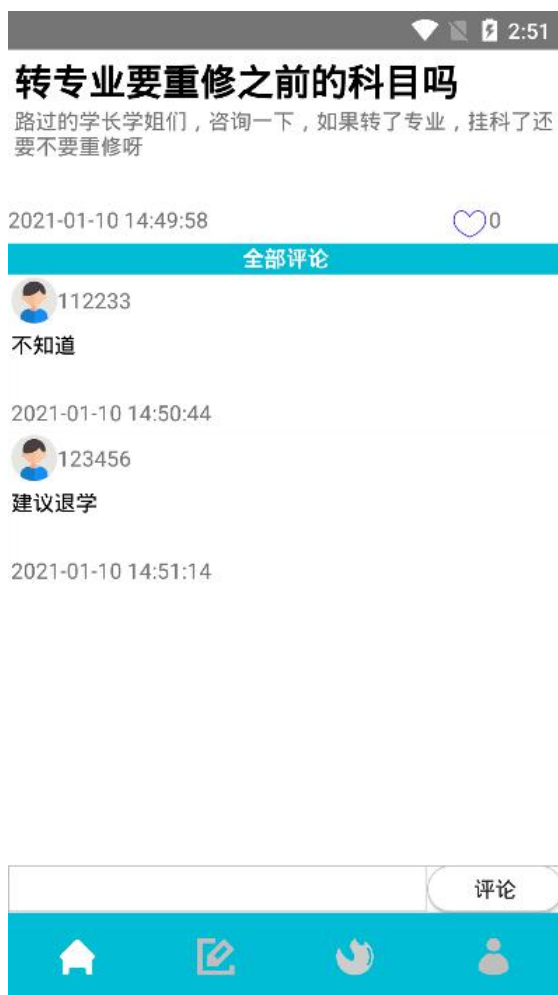 2:51
转专业要重修之前的科目吗
路过的学长学姐们，咨询一下，如果转了专业，挂科了还
要不要重修呀
2021-01-10 14:49:58
0
全部评论
112233
不知道
2021-01-10 14:50:44
123456
建议退学
2021-01-10 14:51:14
评论